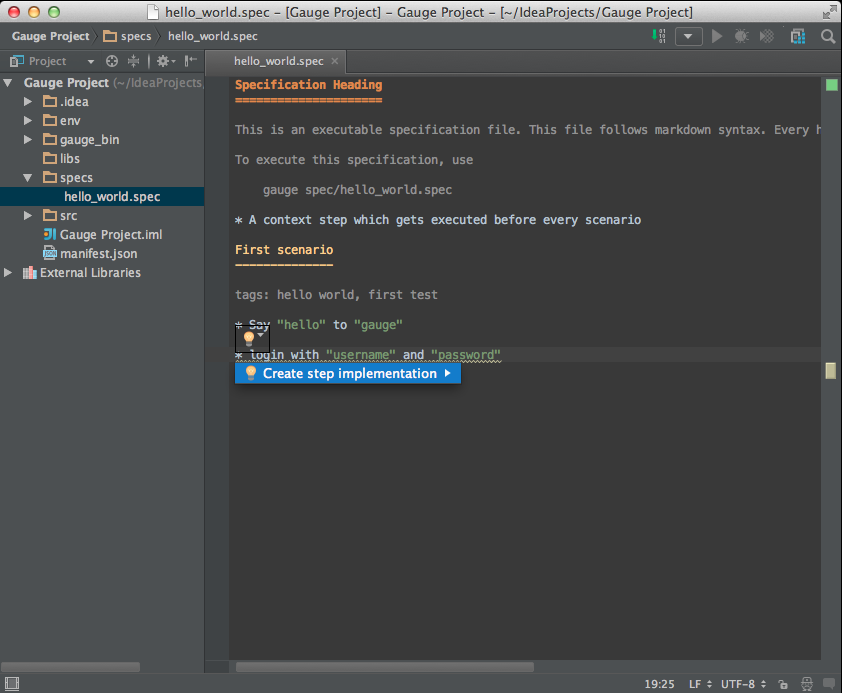 hello_world.spec – [Gauge Project] – Gauge Project – [~/IdeaProjects/Gauge Project]
Gauge Project specs hello_world.spec
Project
hello_world.spec
Gauge Project (~/IdeaProjects
.idea
env
gauge_bin
libs
specs
hello_world.spec
src
Gauge Project.iml
manifest.json
External Libraries
Specification Heading
=====================
This is an executable specification file. This file follows markdown syntax. Every h
To execute this specification, use
gauge spec/hello_world.spec
* A context step which gets executed before every scenario
First scenario
--------------
tags: hello world, first test
* Say "hello" to "gauge"
* login with "username" and "password"
Create step implementation
19:25 LF UTF-8